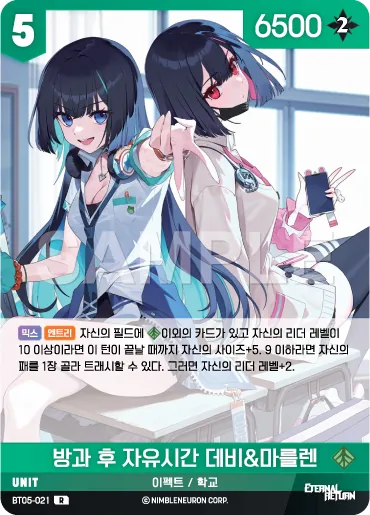 5
6500 2
SAMPLE
믹스 엔트리 자신의 필드에 이외의 카드가 있고 자신의 리더 레벨이
10 이상이라면 이 턴이 끝날 때까지 자신의 사이즈+5. 9 이하라면 자신의
패를 1장 골라 트래시할 수 있다. 그러면 자신의 리더 레벨+2.
방과 후 자유시간 데비&마를렌
UNIT
이펙트 / 학교
BT05-021 R
©NIMBLENEURON CORP.
ETERNAL
RETURN